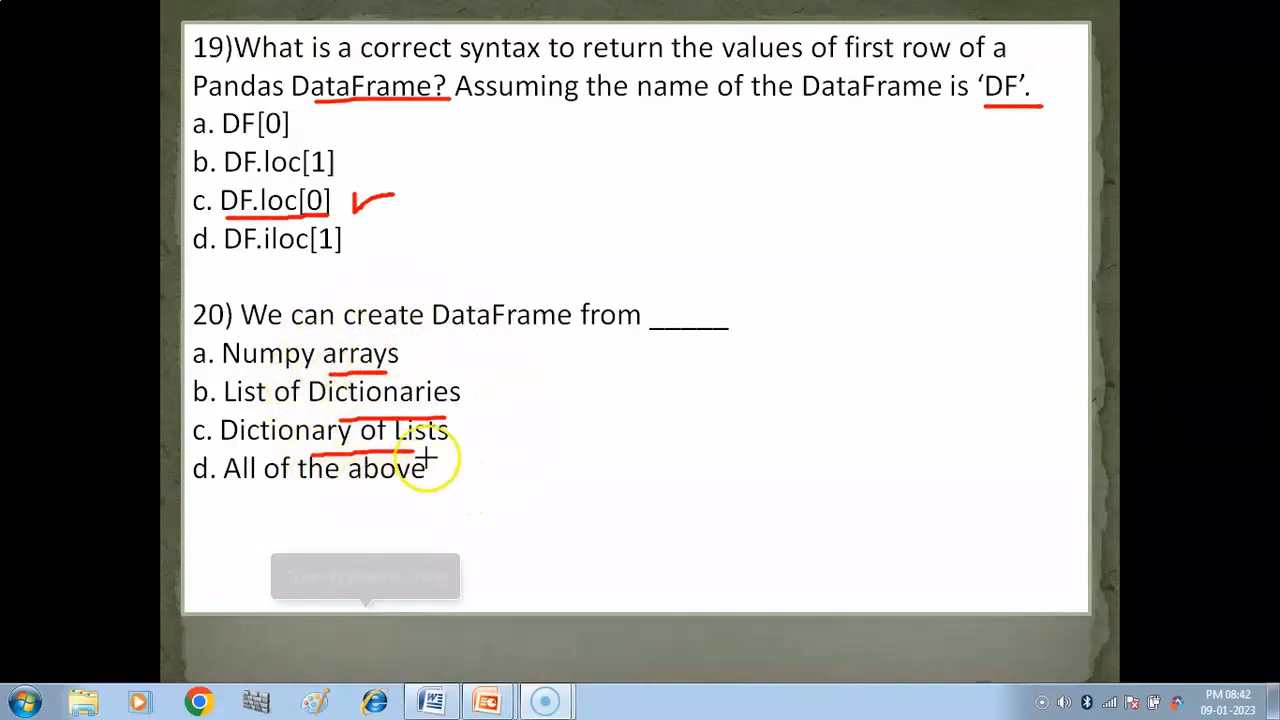 19)What is a correct syntax to return the values of first row of a
Pandas DataFrame? Assuming the name of the DataFrame is ‘DF’.
a. DF[0]
b. DF.loc[1]
c. DF.loc[0]
d. DF.iloc[1]
20) We can create DataFrame from _____
a. Numpy arrays
b. List of Dictionaries
c. Dictionary of Lists
d. All of the above
PM 08:42
09-01-2023